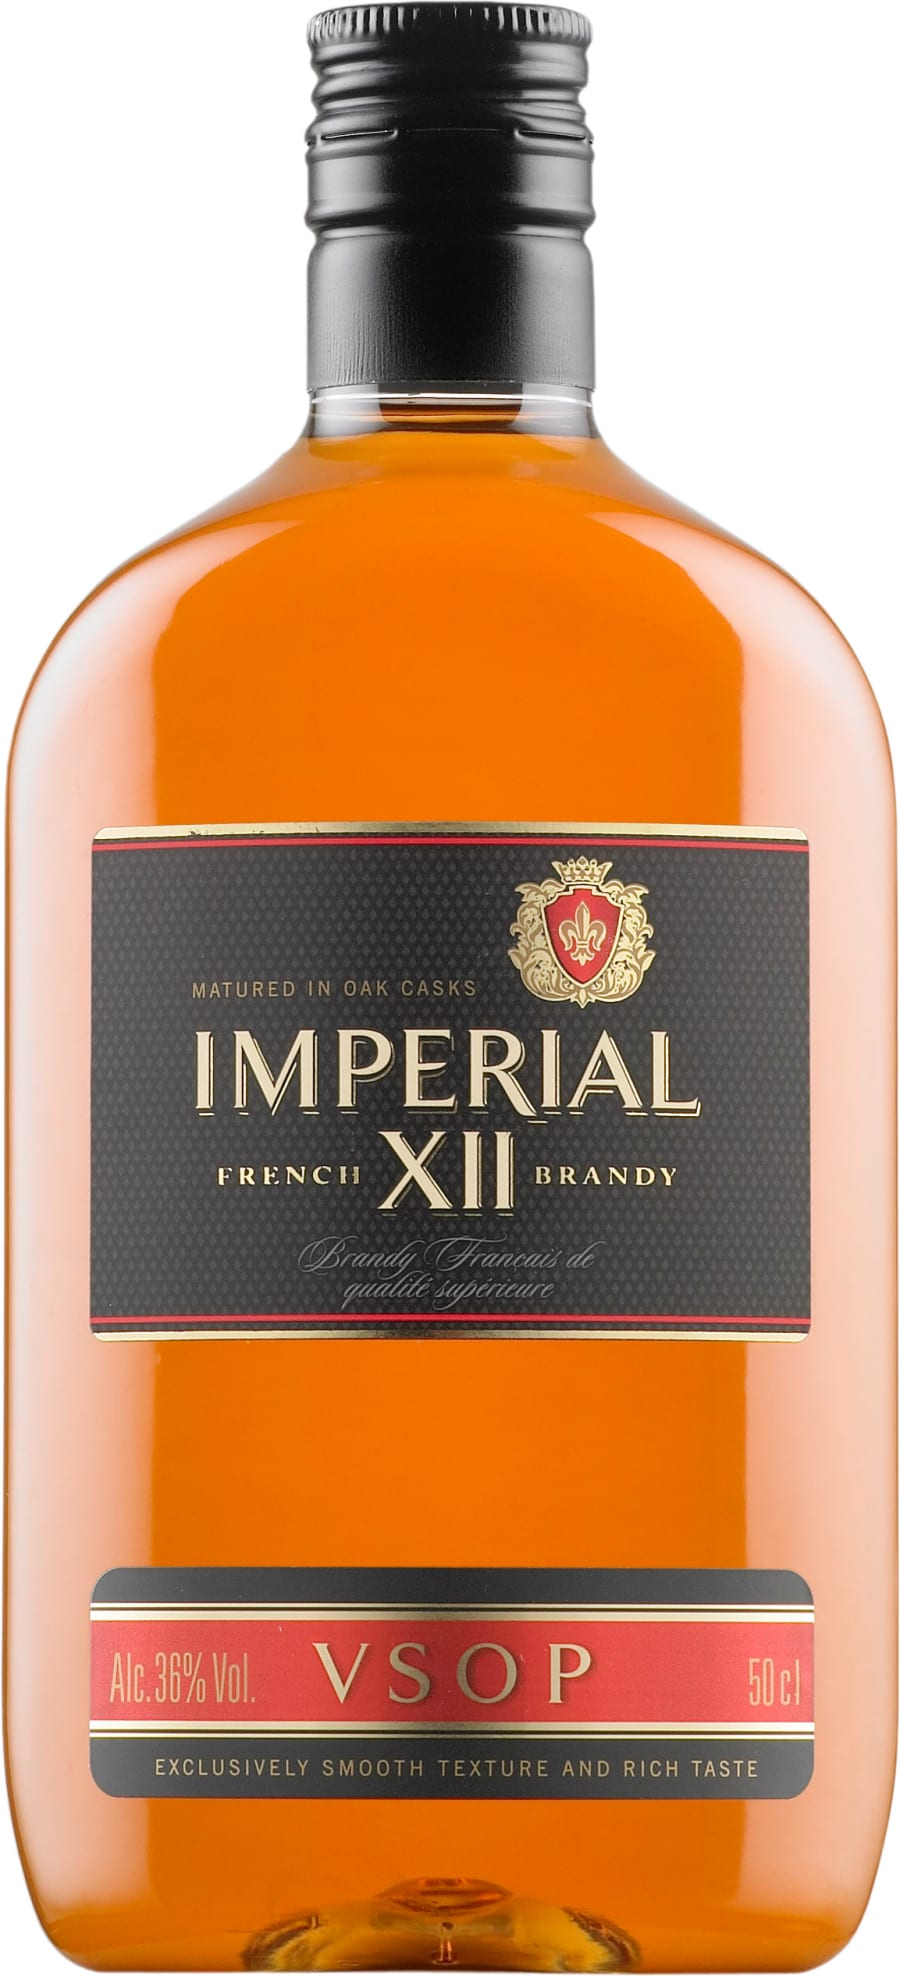 MATURED IN OAK CASKS
IMPERIAL
FRENCH XII BRANDY
Brandy Francais de
qualité supérieure
Alc. 36% Vol. VSOP 50 cl
EXCLUSIVELY SMOOTH TEXTURE AND RICH TASTE